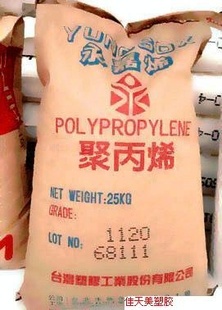 YUNGSOX
永嘉烯
POLYPROPYLENE
聚丙烯
NET WEIGHT:25KG
GRADE:
LOT NO: 1120
68111
台灣塑膠工業股份有限公司
佳天美塑胶